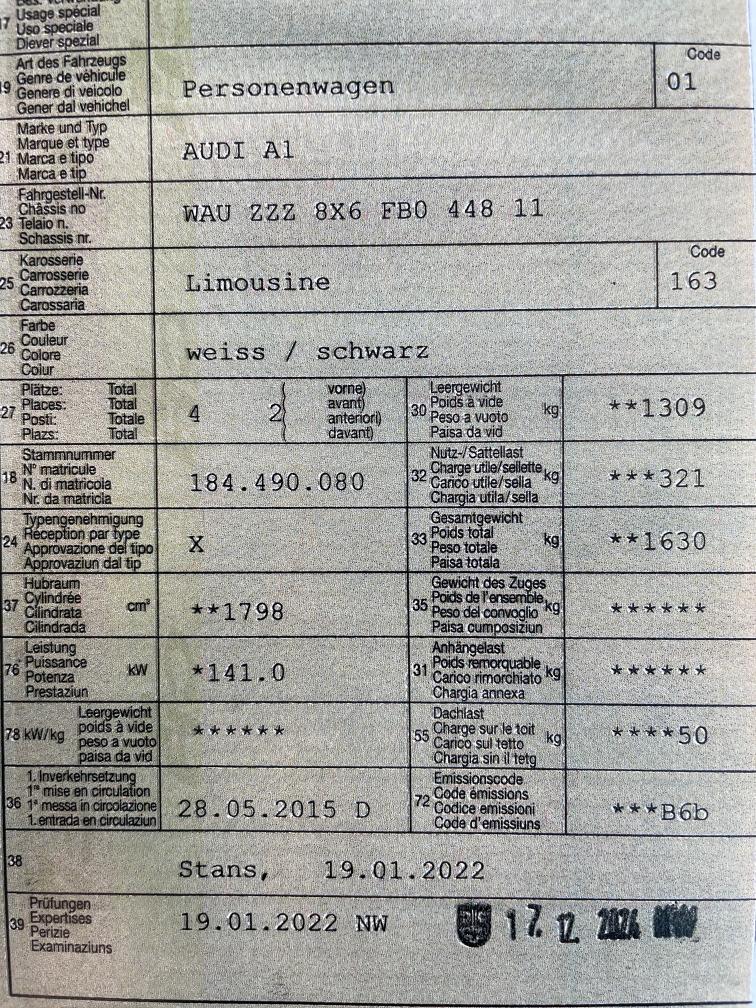 17 Usage spécial
Uso speciale
Diever spezial
19 Art des Fahrzeugs
Genre de véhicule
Genere di veicolo
Gener dal vehichel
Personenwagen
Code
01
21 Marke und Typ
Marque et type
Marca e tipo
Marca e tip
AUDI A1
23 Fahrgestell-Nr.
Châssis no
Telaio n.
Schassis nr.
WAU ZZZ 8X6 FB0 448 11
25 Karosserie
Carrosserie
Carrozzeria
Carossaria
Limousine
Code
163
26 Farbe
Couleur
Colore
Colur
weiss / schwarz
27 Plätze: Total
Places: Total
Posti: Totale
Plazs: Total
4 2
vorne)
avant)
anteriori)
davant)
30 Leergewicht
Poids à vide
Peso a vuoto
Paisa da vid
kg
**1309
18 Stammnummer
N° matricule
N. di matricola
Nr. da matricla
184.490.080
32 Nutz-/Sattellast
Charge utile/sellette
Carico utile/sella
Chargia utila/sella
kg
***321
24 Typengenehmigung
Réception par type
Approvazione del tipo
Approvaziun dal tip
X
33 Gesamtgewicht
Poids total
Peso totale
Paisa totala
kg
**1630
37 Hubraum
Cylindrée
Cilindrata
Cilindrada
cm³
**1798
35 Gewicht des Zuges
Poids de l'ensemble
Peso del convoglio
Paisa cumposiziun
kg
******
76 Leistung
Puissance
Potenza
Prestaziun
kW
*141.0
31 Anhängelast
Poids remorquable
Carico rimorchiato
Chargia annexa
kg
******
78 kW/kg
Leergewicht
poids à vide
peso a vuoto
paisa da vid
******
55 Dachlast
Charge sur le toit
Carico sul tetto
Chargia sin il tetg
kg
****50
36 1. Inverkehrsetzung
1re mise en circulation
1a messa in circolazione
1. entrada en circulaziun
28.05.2015 D
72 Emissionscode
Code émissions
Codice emissioni
Code d'emissiuns
***B6b
38
Stans, 19.01.2022
39 Prüfungen
Expertises
Perizie
Examinaziuns
19.01.2022 NW
17. 12. 2024